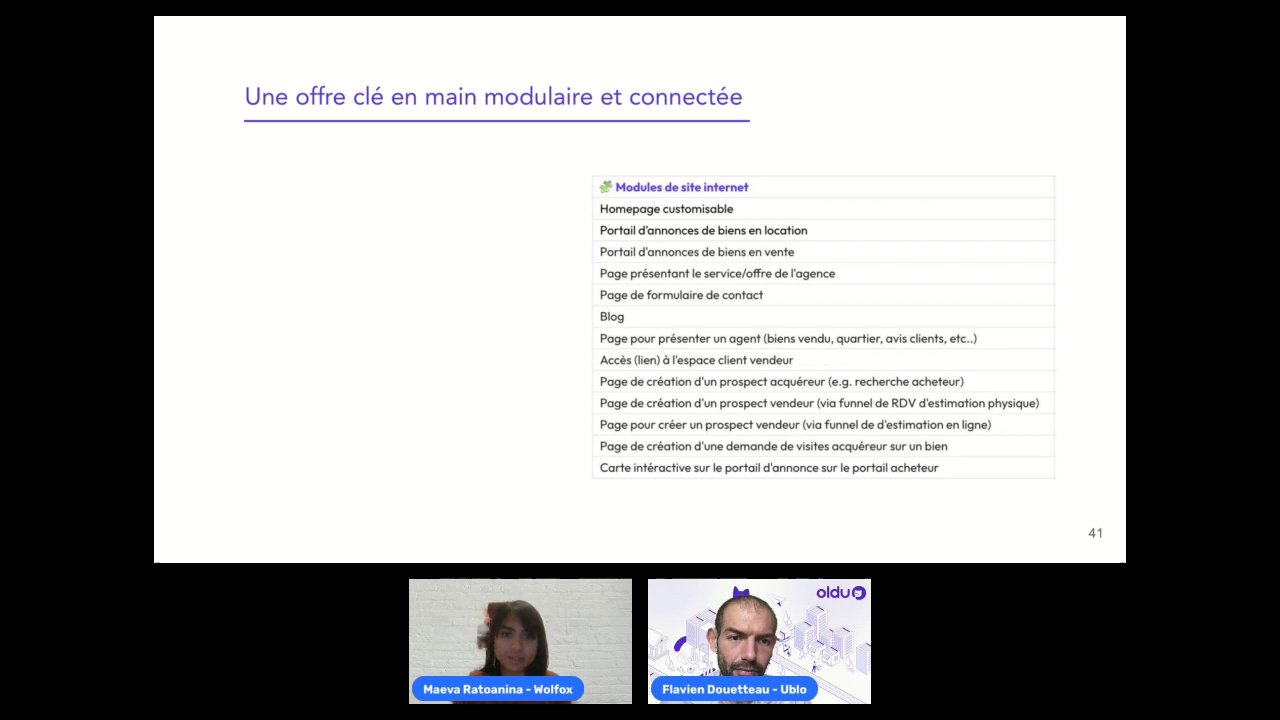 Une offre clé en main modulaire et connectée
Modules de site internet
Homepage customisable
Portail d'annonces de biens en location
Portail d'annonces de biens en vente
Page présentant le service/offre de l'agence
Page de formulaire de contact
Blog
Page pour présenter un agent (biens vendu, quartier, avis clients, etc..)
Accès (lien) à l'espace client vendeur
Page de création d'un prospect acquéreur (e.g. recherche acheteur)
Page de création d'un prospect vendeur (via funnel de RDV d'estimation physique)
Page pour créer un prospect vendeur (via funnel de d'estimation en ligne)
Page de création d'une demande de visites acquéreur sur un bien
Carte intéractive sur le portail d'annonce sur le portail acheteur
41
oldu
Maeva Ratoanina - Wolfox
Flavien Douetteau - Ublo